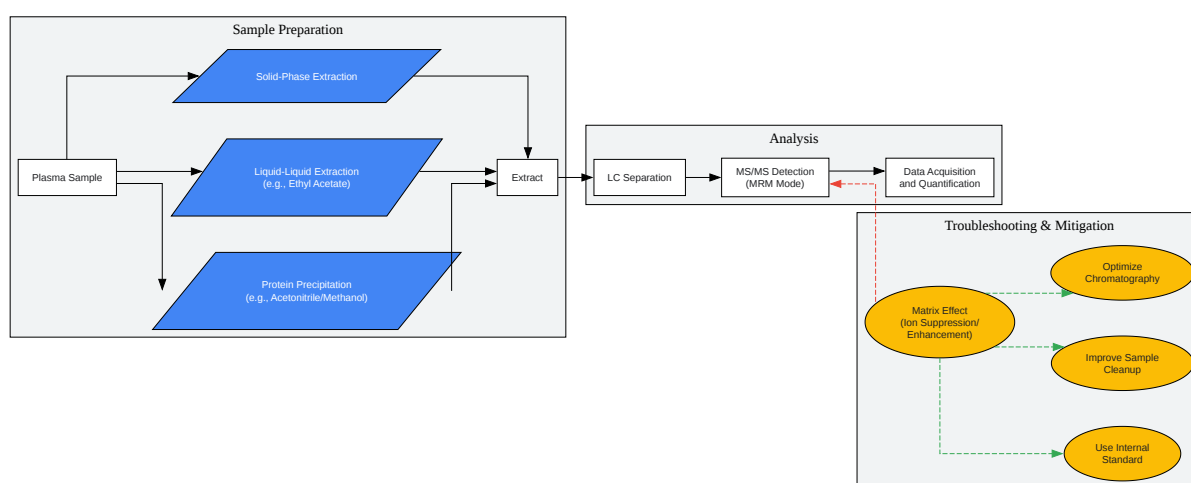 Sample Preparation
Solid-Phase Extraction
Plasma Sample
Liquid-Liquid Extraction
(e.g., Ethyl Acetate)
Extract
Protein Precipitation
(e.g., Acetonitrile/Methanol)
Analysis
LC Separation
MS/MS Detection
(MRM Mode)
Data Acquisition
and Quantification
Troubleshooting & Mitigation
Matrix Effect
(Ion Suppression/
Enhancement)
Optimize
Chromatography
Improve Sample
Cleanup
Use Internal
Standard